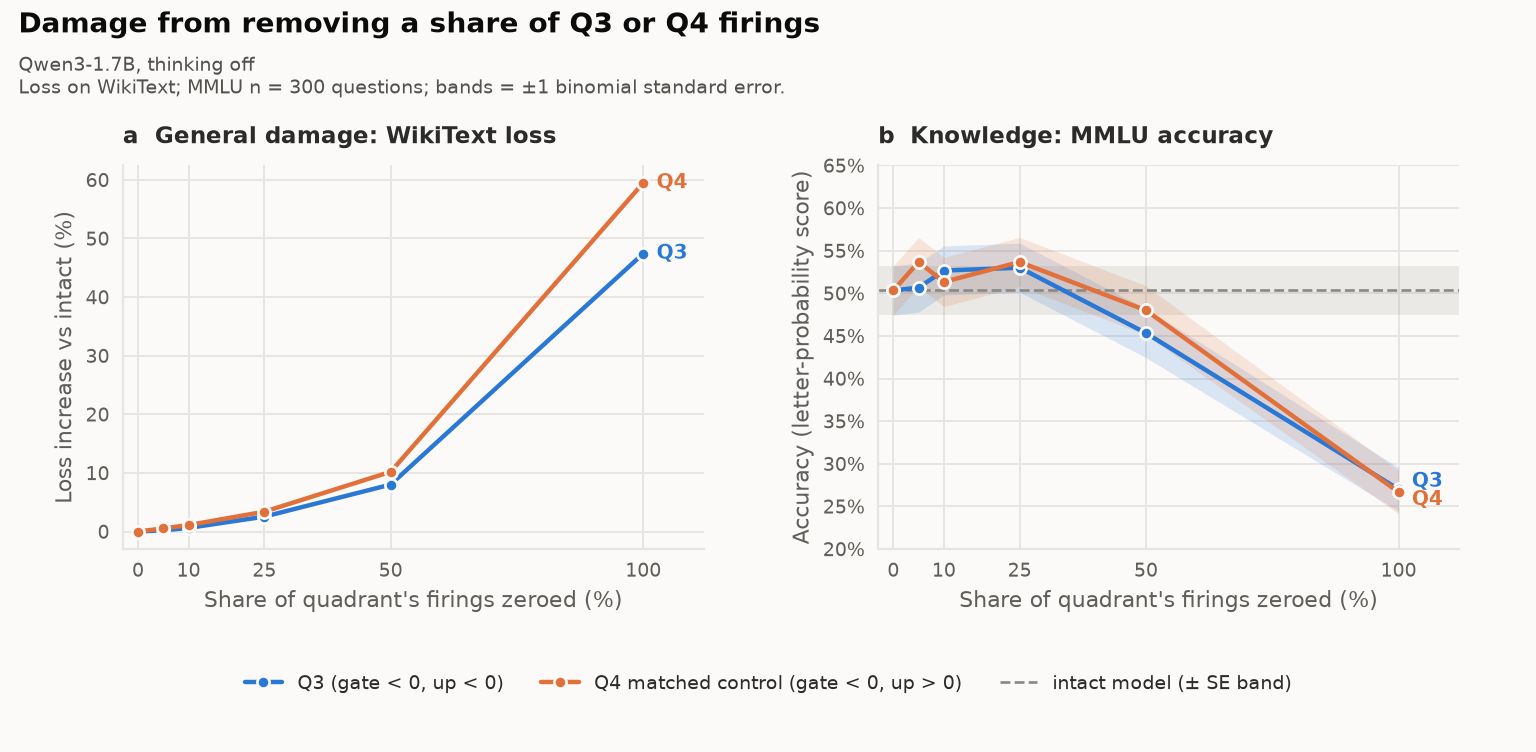 Damage from removing a share of Q3 or Q4 firings
Qwen3-1.7B, thinking off
Loss on WikiText; MMLU n = 300 questions; bands = ±1 binomial standard error.
a General damage: WikiText loss
Loss increase vs intact (%)
60
50
40
30
20
10
0
Q4
Q3
0 10 25 50 100
Share of quadrant's firings zeroed (%)
b Knowledge: MMLU accuracy
Accuracy (letter-probability score)
65%
60%
55%
50%
45%
40%
35%
30%
25%
20%
Q3
Q4
0 10 25 50 100
Share of quadrant's firings zeroed (%)
Q3 (gate < 0, up < 0)
Q4 matched control (gate < 0, up > 0)
intact model (± SE band)